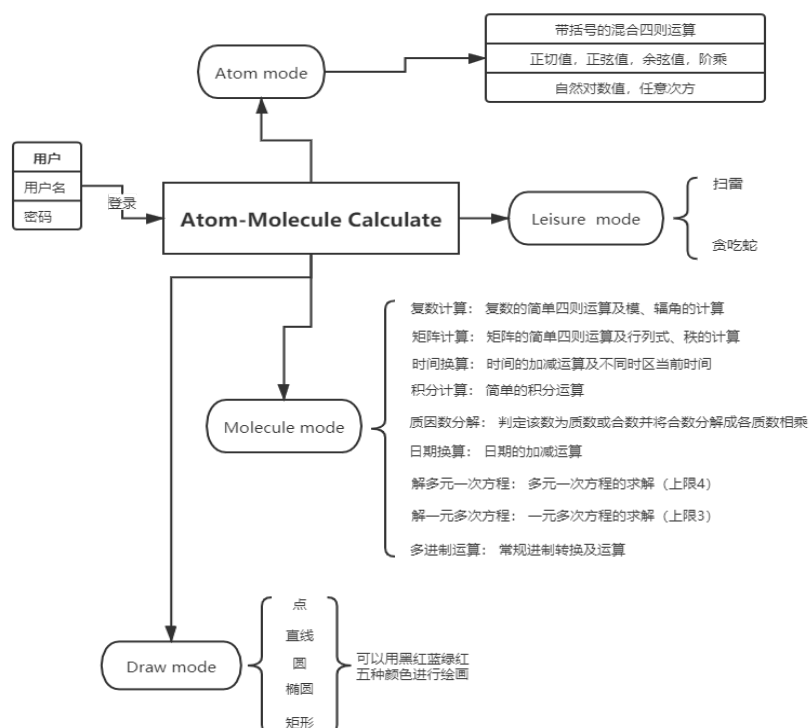 带括号的混合四则运算
正切值，正弦值，余弦值，阶乘
自然对数值，任意次方
Atom mode
用户
用户名
密码
登录
Atom-Molecule Calculate
Leisure mode
扫雷
贪吃蛇
Molecule mode
复数计算： 复数的简单四则运算及模、辐角的计算
矩阵计算： 矩阵的简单四则运算及行列式、秩的计算
时间换算： 时间的加减运算及不同时区当前时间
积分计算： 简单的积分运算
质因数分解： 判定该数为质数或合数并将合数分解成各质数相乘
日期换算： 日期的加减运算
解多元一次方程： 多元一次方程的求解（上限4）
解一元多次方程： 一元多次方程的求解（上限3）
多进制运算： 常规进制转换及运算
Draw mode
点
直线
圆
椭圆
矩形
可以用黑红蓝绿红
五种颜色进行绘画